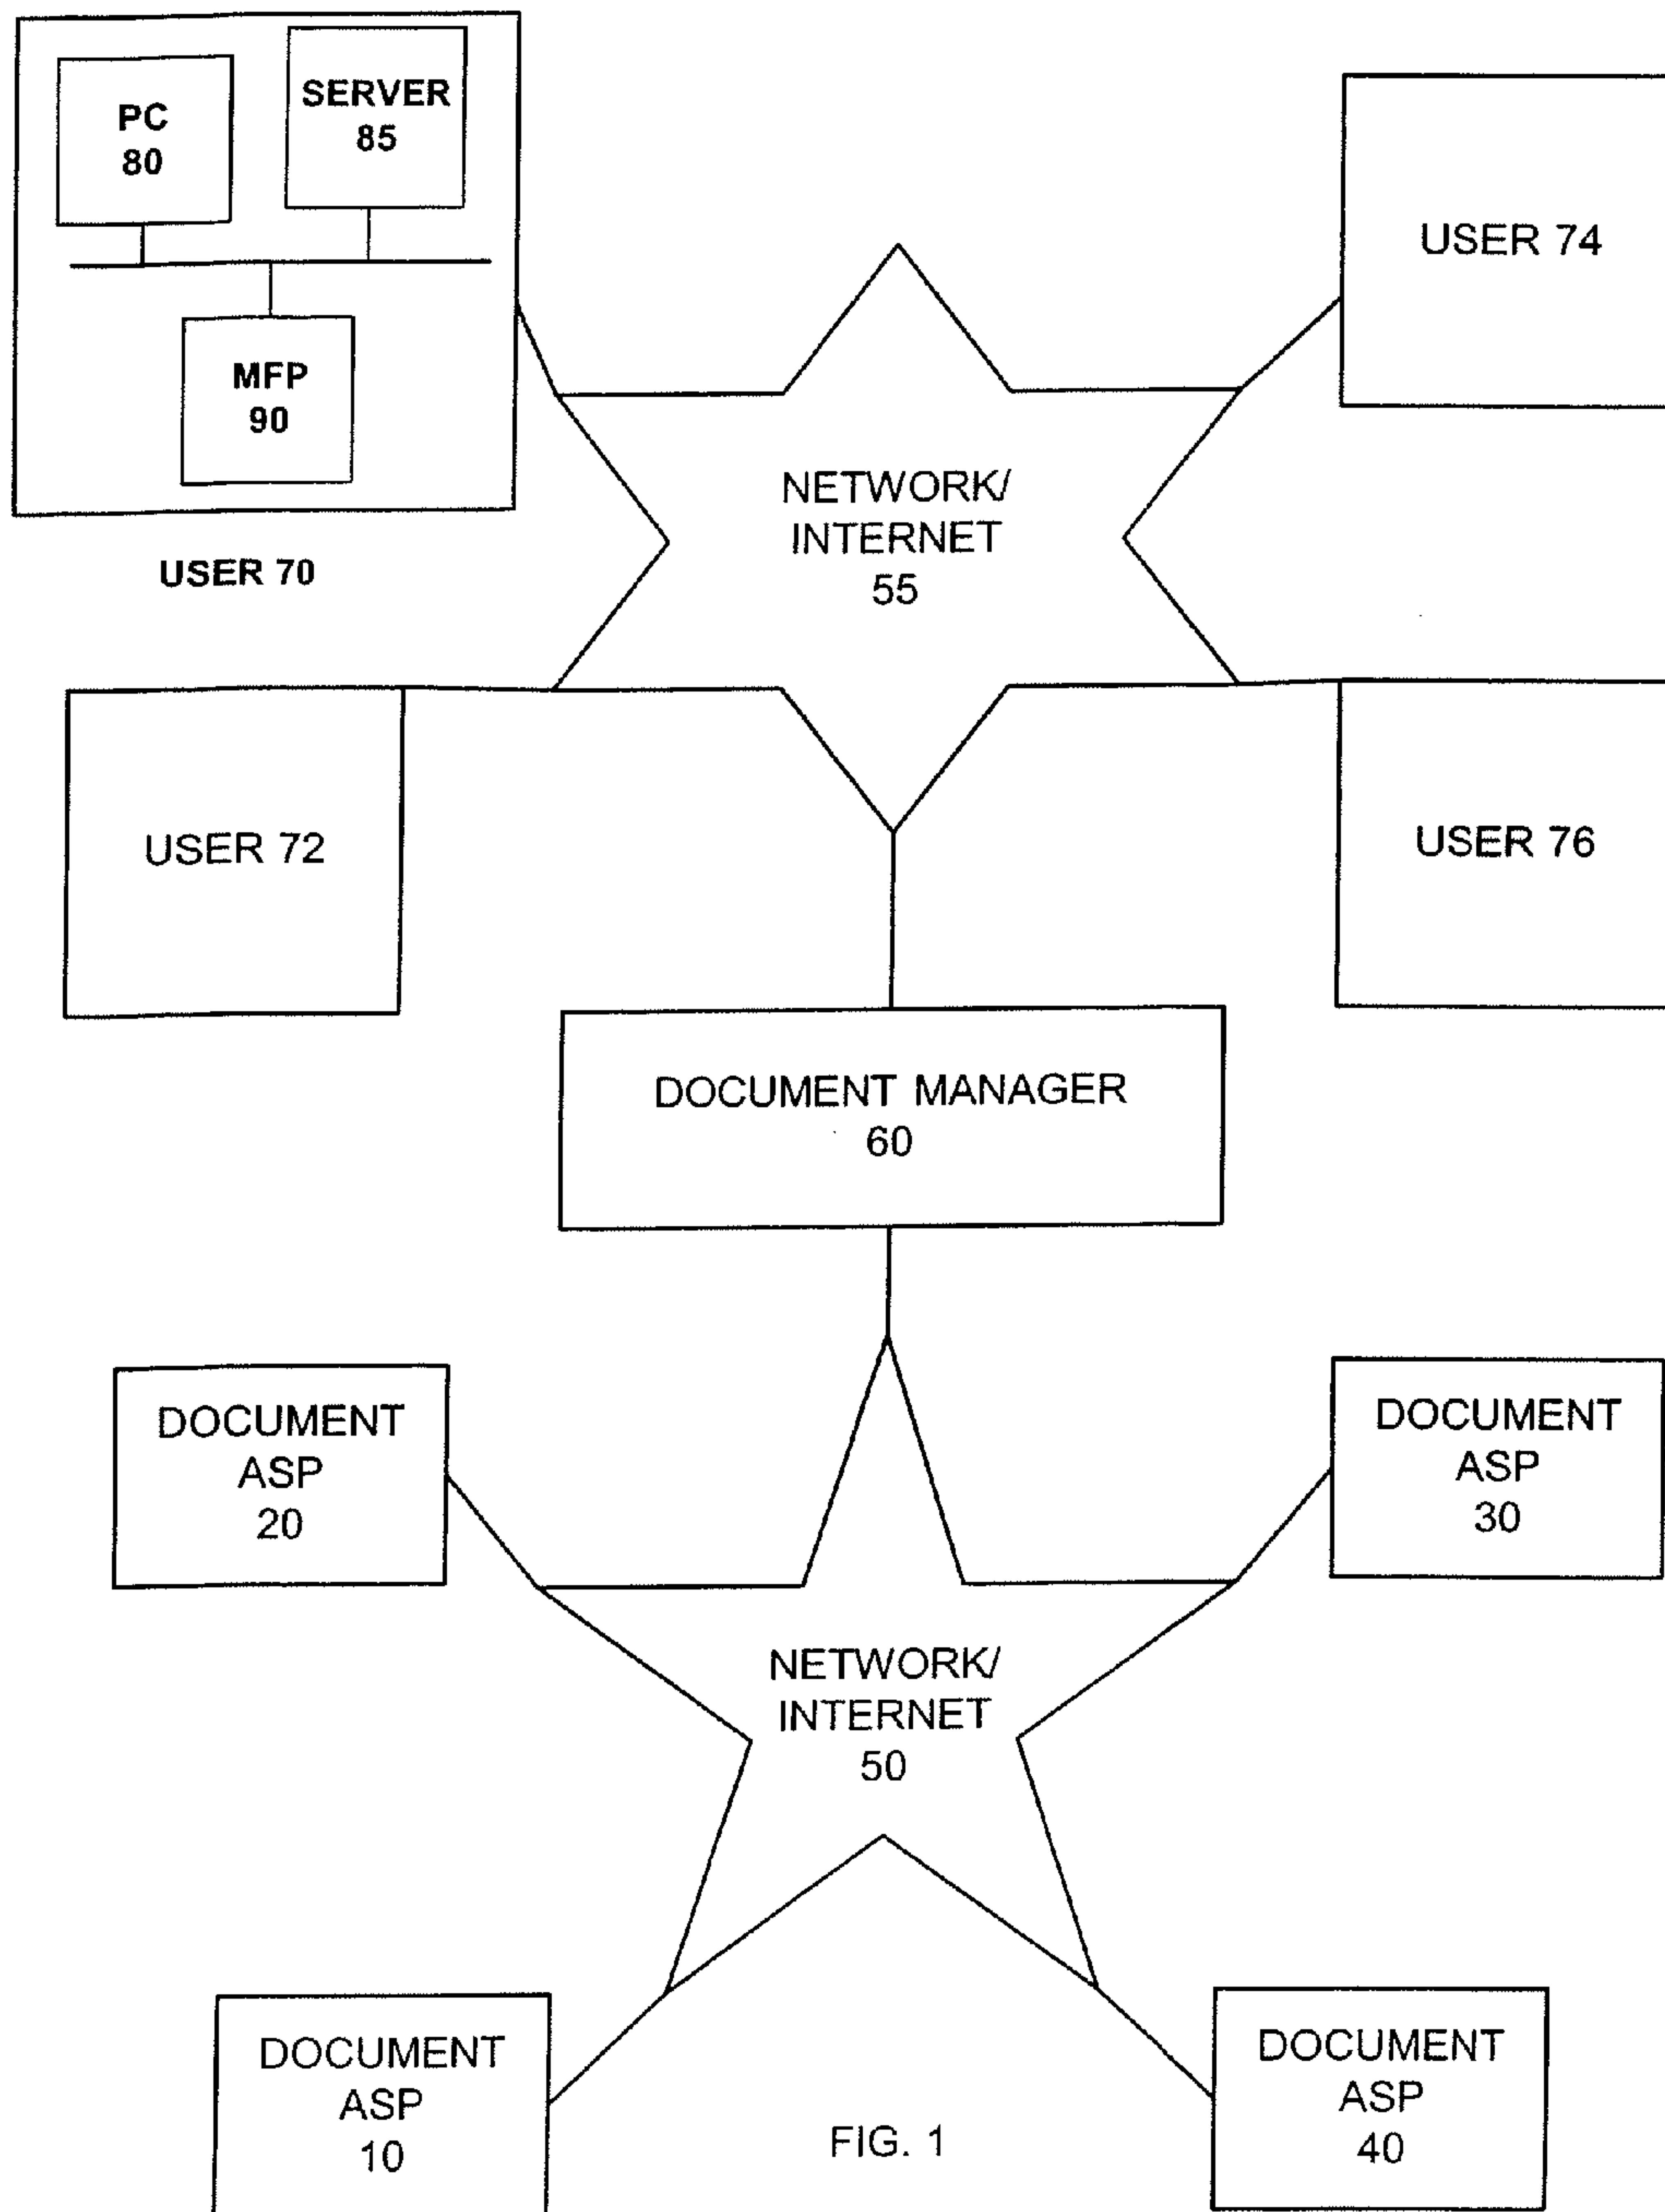 PC
80
SERVER
85
MFP
90
USER 70
USER 74
NETWORK/
INTERNET
55
USER 72
USER 76
DOCUMENT MANAGER
60
DOCUMENT
ASP
20
DOCUMENT
ASP
30
NETWORK/
INTERNET
50
DOCUMENT
ASP
10
DOCUMENT
ASP
40
FIG. 1